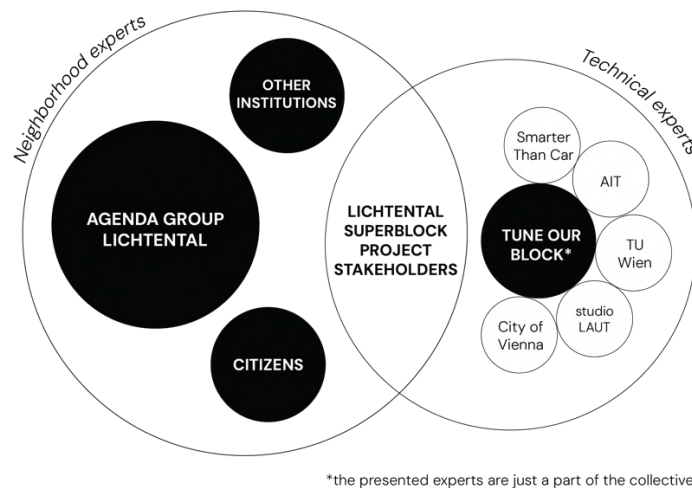 Neighborhood experts
Technical experts
OTHER
INSTITUTIONS
AGENDA GROUP
LICHTENTAL
CITIZENS
LICHTENTAL
SUPERBLOCK
PROJECT
STAKEHOLDERS
Smarter
Than Car
AIT
TUNE OUR
BLOCK*
TU
Wien
studio
LAUT
City of
Vienna
*the presented experts are just a part of the collective